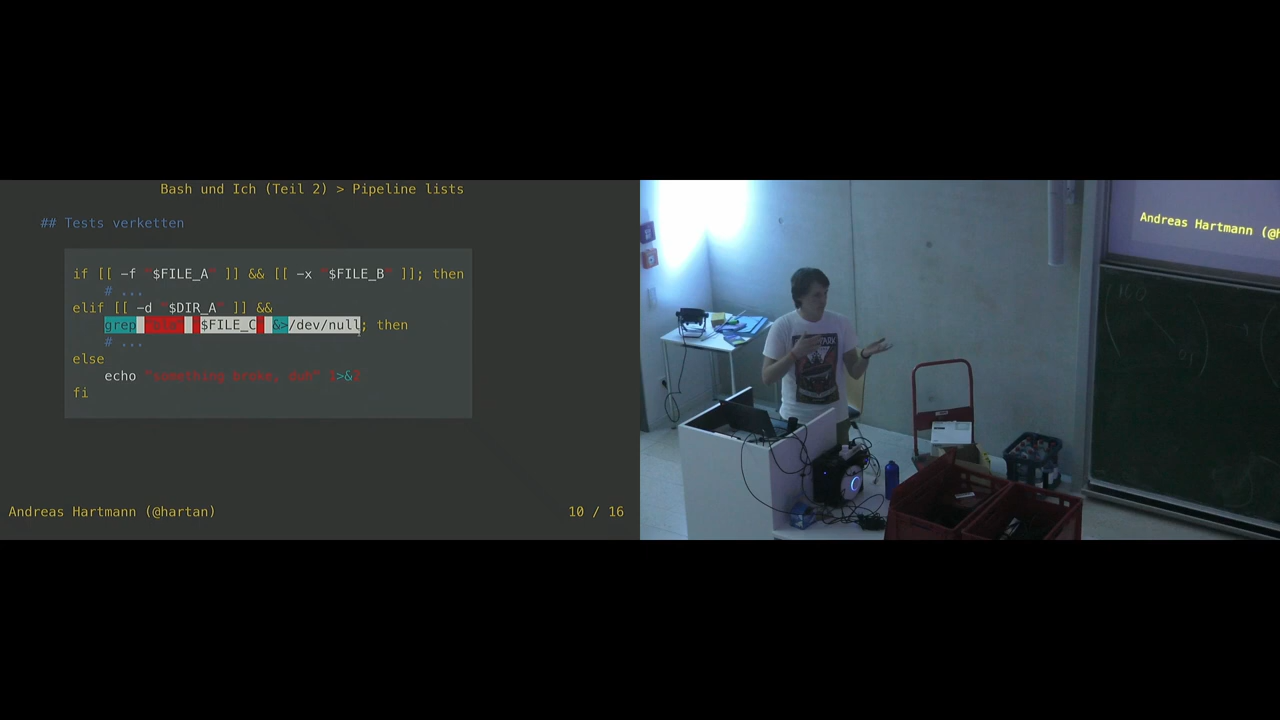 Bash und Ich (Teil 2) > Pipeline lists
## Tests verketten
if [[ -f "$FILE_A" ]] && [[ -x "$FILE_B" ]]; then
# ...
elif [[ -d "$DIR_A" ]] &&
grep "bla" "$FILE_C" &>/dev/null; then
# ...
else
echo "something broke, duh" 1>&2
fi
Andreas Hartmann (@hartan)
10 / 16
Andreas Hartmann (@h